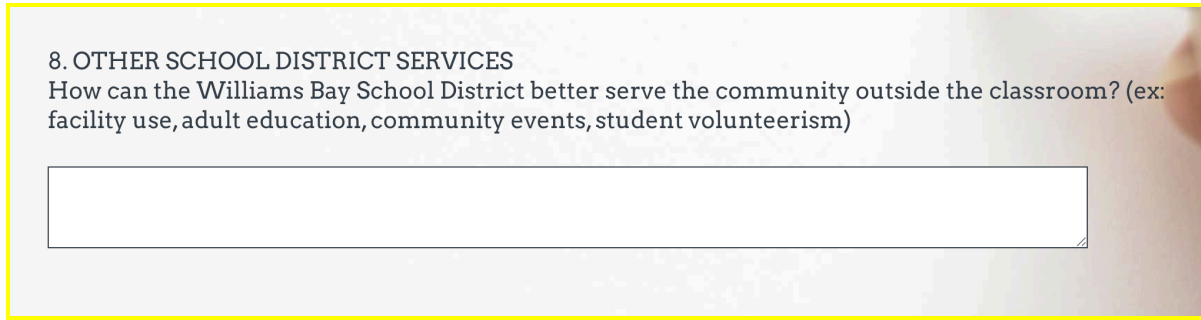 8. OTHER SCHOOL DISTRICT SERVICES
How can the Williams Bay School District better serve the community outside the classroom? (ex:
facility use, adult education, community events, student volunteerism)